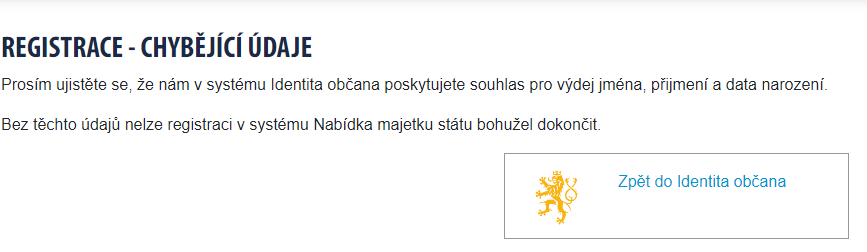 REGISTRACE - CHYBĚJÍCÍ ÚDAJE
Prosím ujistěte se, že nám v systému Identita občana poskytujete souhlas pro výdej jména, přijmení a data narození.
Bez těchto údajů nelze registraci v systému Nabídka majetku státu bohužel dokončit.
Zpět do Identita občana